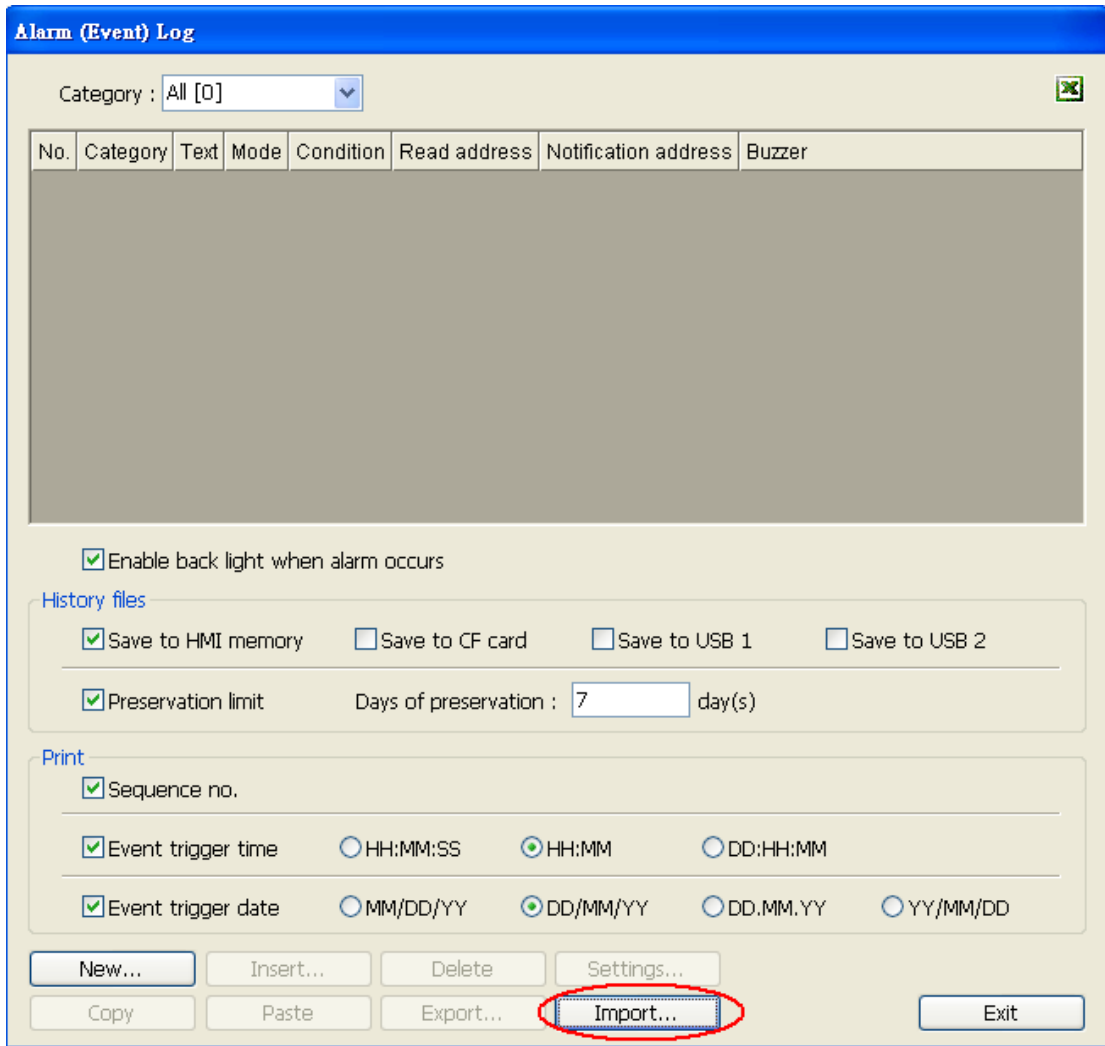 Alarm (Event) Log
Category : All [0]
No. Category Text Mode Condition Read address Notification address Buzzer
Enable back light when alarm occurs
History files
Save to HMI memory Save to CF card Save to USB 1 Save to USB 2
Preservation limit Days of preservation : 7 day(s)
Print
Sequence no.
Event trigger time HH:MM:SS HH:MM DD:HH:MM
Event trigger date MM/DD/YY DD/MM/YY DD.MM.YY YY/MM/DD
New... Insert... Delete Settings...
Copy Paste Export... Import... Exit